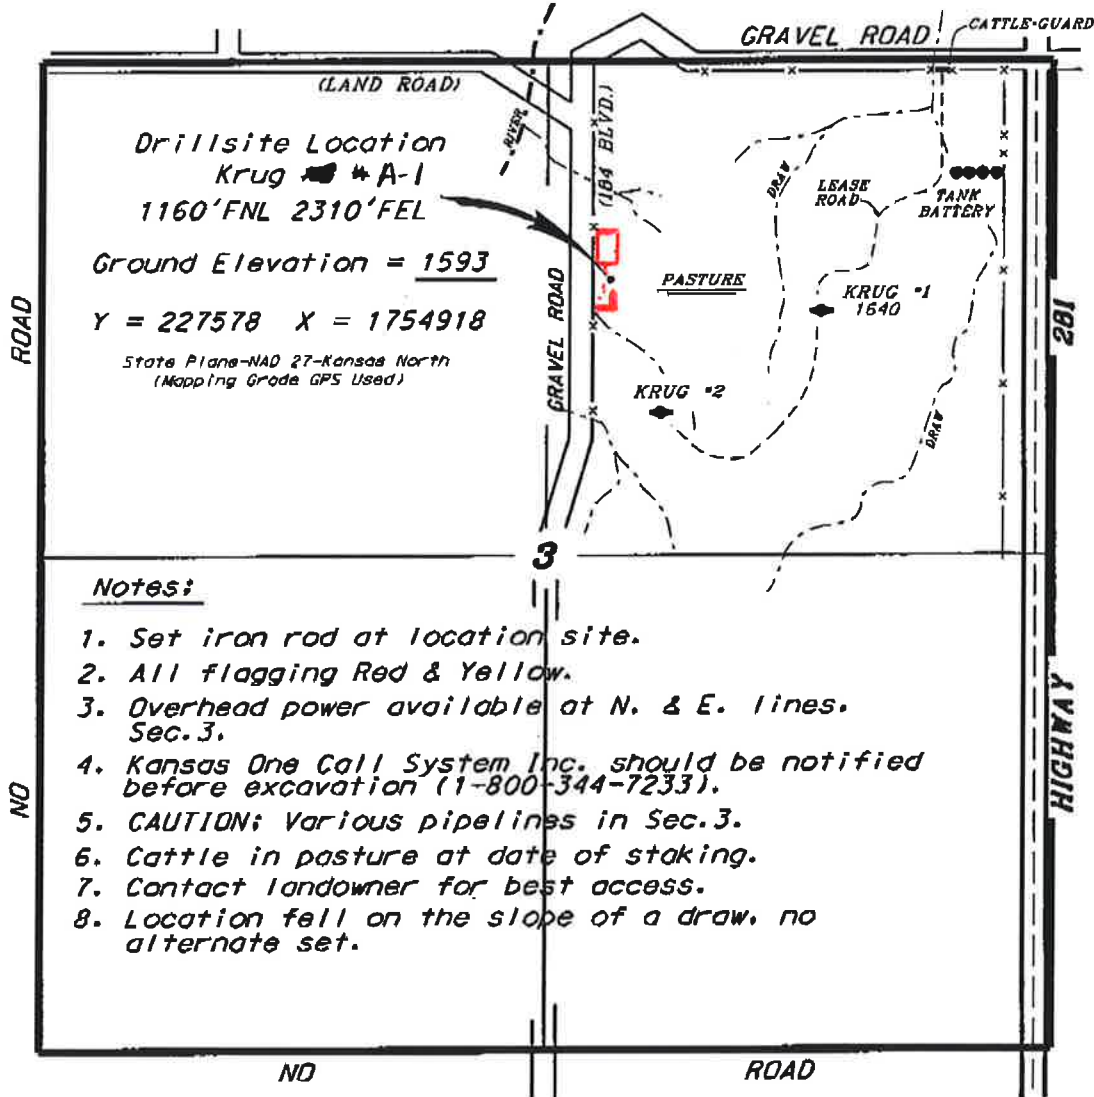 GRAVEL ROAD
CATTLE-GUARD
(LAND ROAD)
RIVER
(184 BLVD.)
Drillsite Location
Krug # A-1
1160'FNL 2310'FEL
Ground Elevation = 1593
Y = 227578 X = 1754918
State Plane-NAD 27-Kansas North
(Mapping Grade GPS Used)
DRAW
LEASE
ROAD
TANK
BATTERY
PASTURE
KRUG #1
1640
KRUG #2
GRAVEL ROAD
DRAW
ROAD
NO
281
HIGHWAY
3
Notes:
1. Set iron rod at location site.
2. All flagging Red & Yellow.
3. Overhead power available at N. & E. lines.
Sec.3.
4. Kansas One Call System Inc. should be notified
before excavation (1-800-344-7233).
5. CAUTION: Various pipelines in Sec.3.
6. Cattle in pasture at date of staking.
7. Contact landowner for best access.
8. Location fell on the slope of a draw, no
alternate set.
NO
ROAD